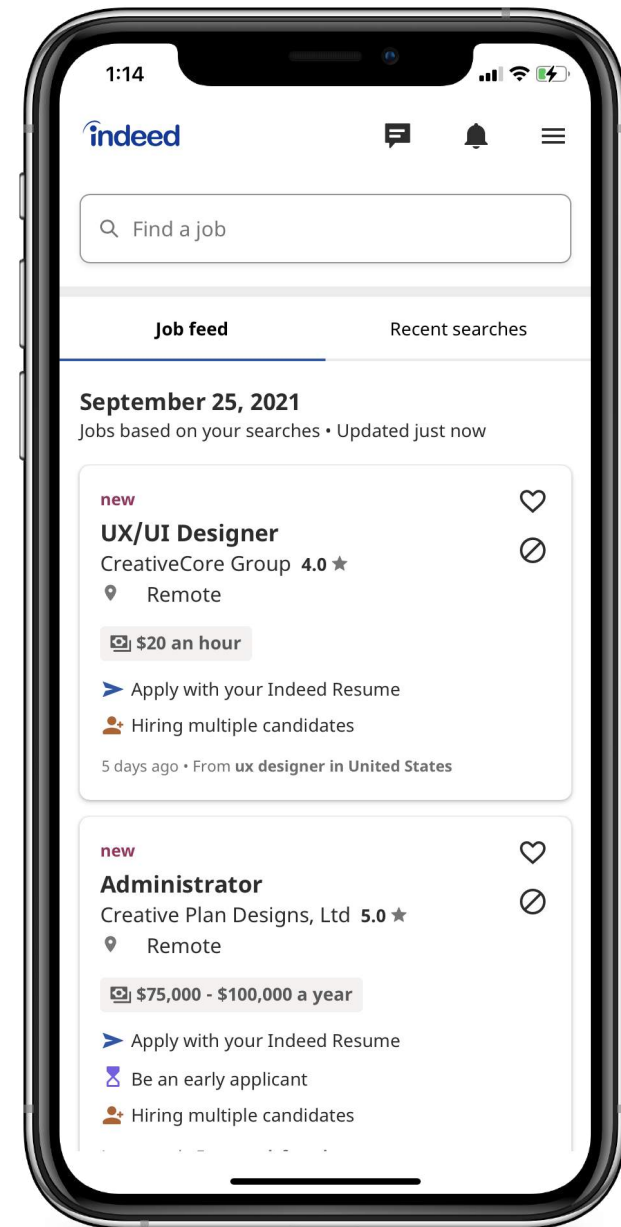 1:14
indeed
Find a job
Job feed Recent searches
September 25, 2021
Jobs based on your searches • Updated just now
new
UX/UI Designer
CreativeCore Group 4.0 ★
Remote
$20 an hour
Apply with your Indeed Resume
Hiring multiple candidates
5 days ago • From ux designer in United States
new
Administrator
Creative Plan Designs, Ltd 5.0 ★
Remote
$75,000 - $100,000 a year
Apply with your Indeed Resume
Be an early applicant
Hiring multiple candidates